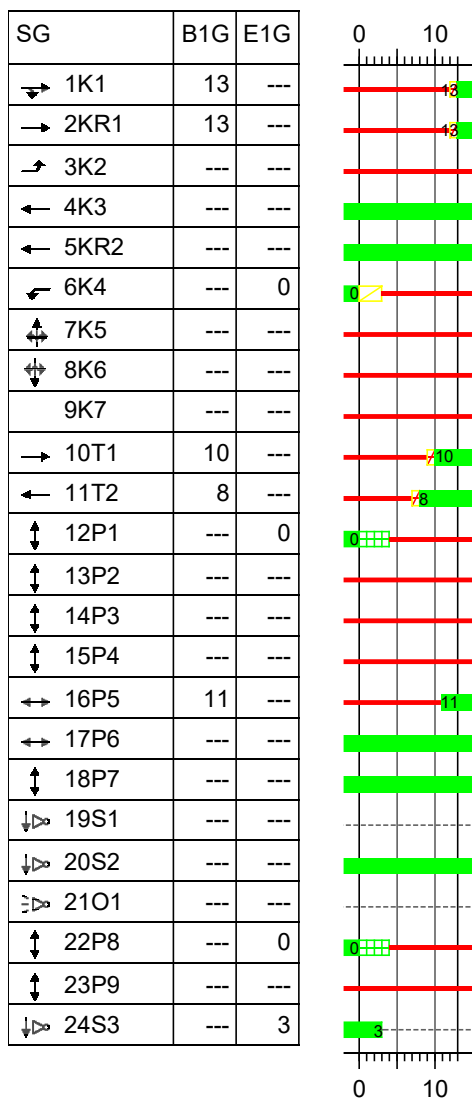 SG B1G E1G 0 10
1K1 13 --- 13
2KR1 13 --- 13
3K2 --- ---
4K3 --- ---
5KR2 --- ---
6K4 --- 0 0
7K5 --- ---
8K6 --- ---
9K7 --- ---
10T1 10 --- 10
11T2 8 --- 8
12P1 --- 0 0
13P2 --- ---
14P3 --- ---
15P4 --- ---
16P5 11 --- 11
17P6 --- ---
18P7 --- ---
19S1 --- ---
20S2 --- ---
21O1 --- ---
22P8 --- 0 0
23P9 --- ---
24S3 --- 3 3
0 10